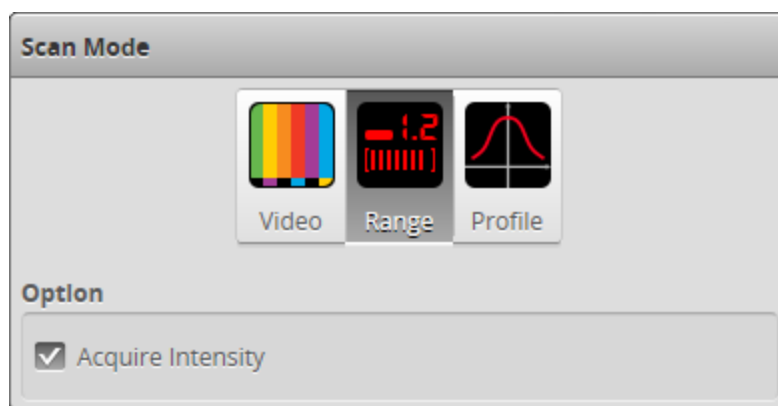 Scan Mode
-1.2
Video Range Profile
Option
Acquire Intensity